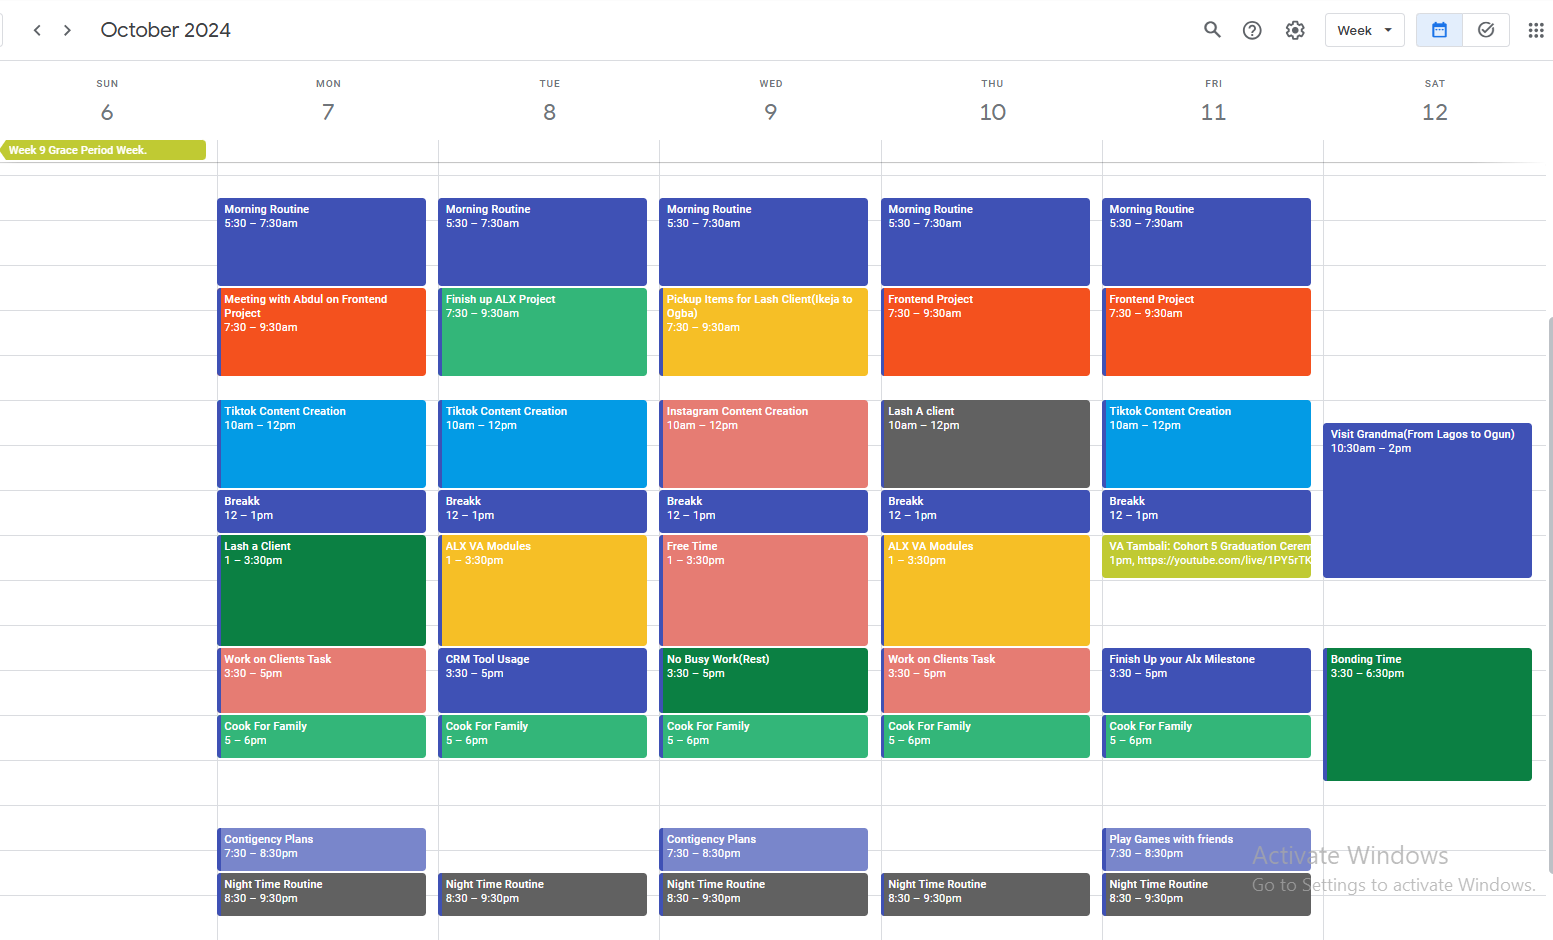 October 2024
Week
SUN
6
MON
7
TUE
8
WED
9
THU
10
FRI
11
SAT
12
Week 9 Grace Period Week.
Morning Routine
5:30 – 7:30am
Meeting with Abdul on Frontend
Project
7:30 – 9:30am
Tiktok Content Creation
10am – 12pm
Breakk
12 – 1pm
Lash a Client
1 – 3:30pm
Work on Clients Task
3:30 – 5pm
Cook For Family
5 – 6pm
Contigency Plans
7:30 – 8:30pm
Night Time Routine
8:30 – 9:30pm
Morning Routine
5:30 – 7:30am
Finish up ALX Project
7:30 – 9:30am
Tiktok Content Creation
10am – 12pm
Breakk
12 – 1pm
ALX VA Modules
1 – 3:30pm
CRM Tool Usage
3:30 – 5pm
Cook For Family
5 – 6pm
Night Time Routine
8:30 – 9:30pm
Morning Routine
5:30 – 7:30am
Pickup Items for Lash Client(Ikeja to
Ogba)
7:30 – 9:30am
Instagram Content Creation
10am – 12pm
Breakk
12 – 1pm
Free Time
1 – 3:30pm
No Busy Work(Rest)
3:30 – 5pm
Cook For Family
5 – 6pm
Contigency Plans
7:30 – 8:30pm
Night Time Routine
8:30 – 9:30pm
Morning Routine
5:30 – 7:30am
Frontend Project
7:30 – 9:30am
Lash A client
10am – 12pm
Breakk
12 – 1pm
ALX VA Modules
1 – 3:30pm
Work on Clients Task
3:30 – 5pm
Cook For Family
5 – 6pm
Night Time Routine
8:30 – 9:30pm
Morning Routine
5:30 – 7:30am
Frontend Project
7:30 – 9:30am
Tiktok Content Creation
10am – 12pm
Breakk
12 – 1pm
VA Tambali: Cohort 5 Graduation Cerem
1pm, https://youtube.com/live/1PY5rTK
Finish Up your Alx Milestone
3:30 – 5pm
Cook For Family
5 – 6pm
Play Games with friends
7:30 – 8:30pm
Night Time Routine
8:30 – 9:30pm
Visit Grandma(From Lagos to Ogun)
10:30am – 2pm
Bonding Time
3:30 – 6:30pm
Activate Windows
Go to Settings to activate Windows.